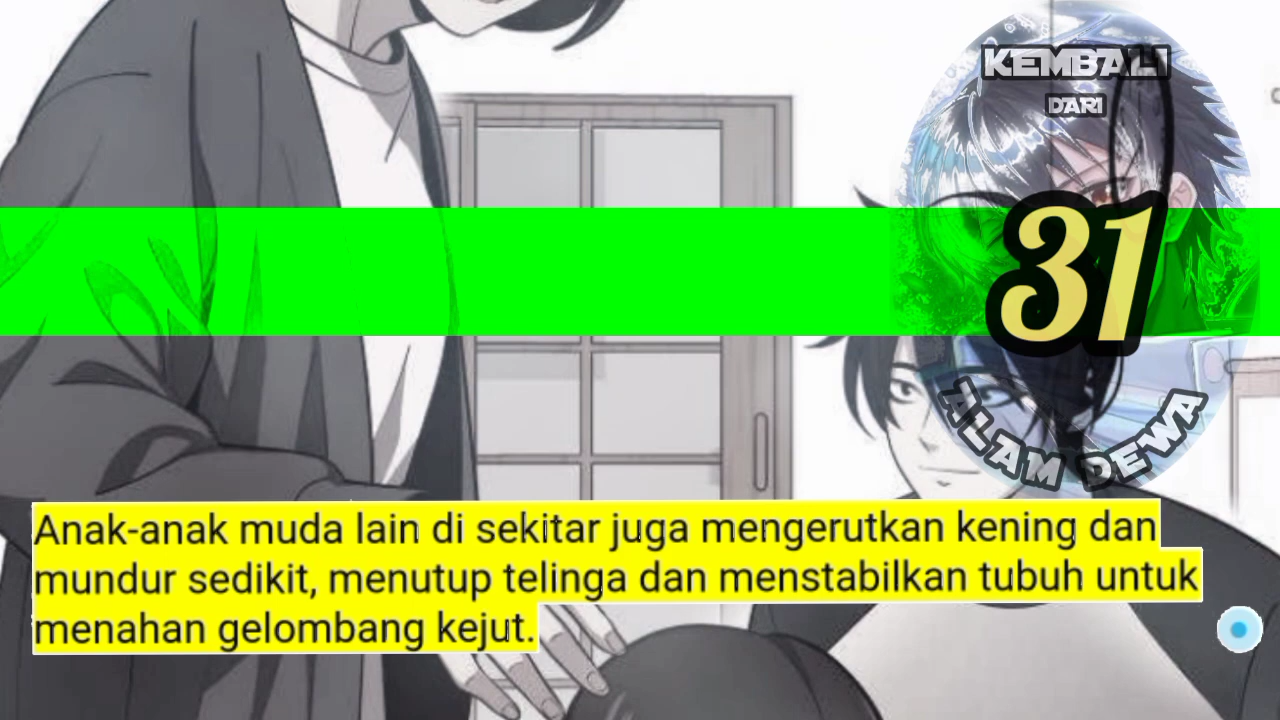 KEMBALI
DARI
31
ALAM DEWA
Anak-anak muda lain di sekitar juga mengerutkan kening dan
mundur sedikit, menutup telinga dan menstabilkan tubuh untuk
menahan gelombang kejut.